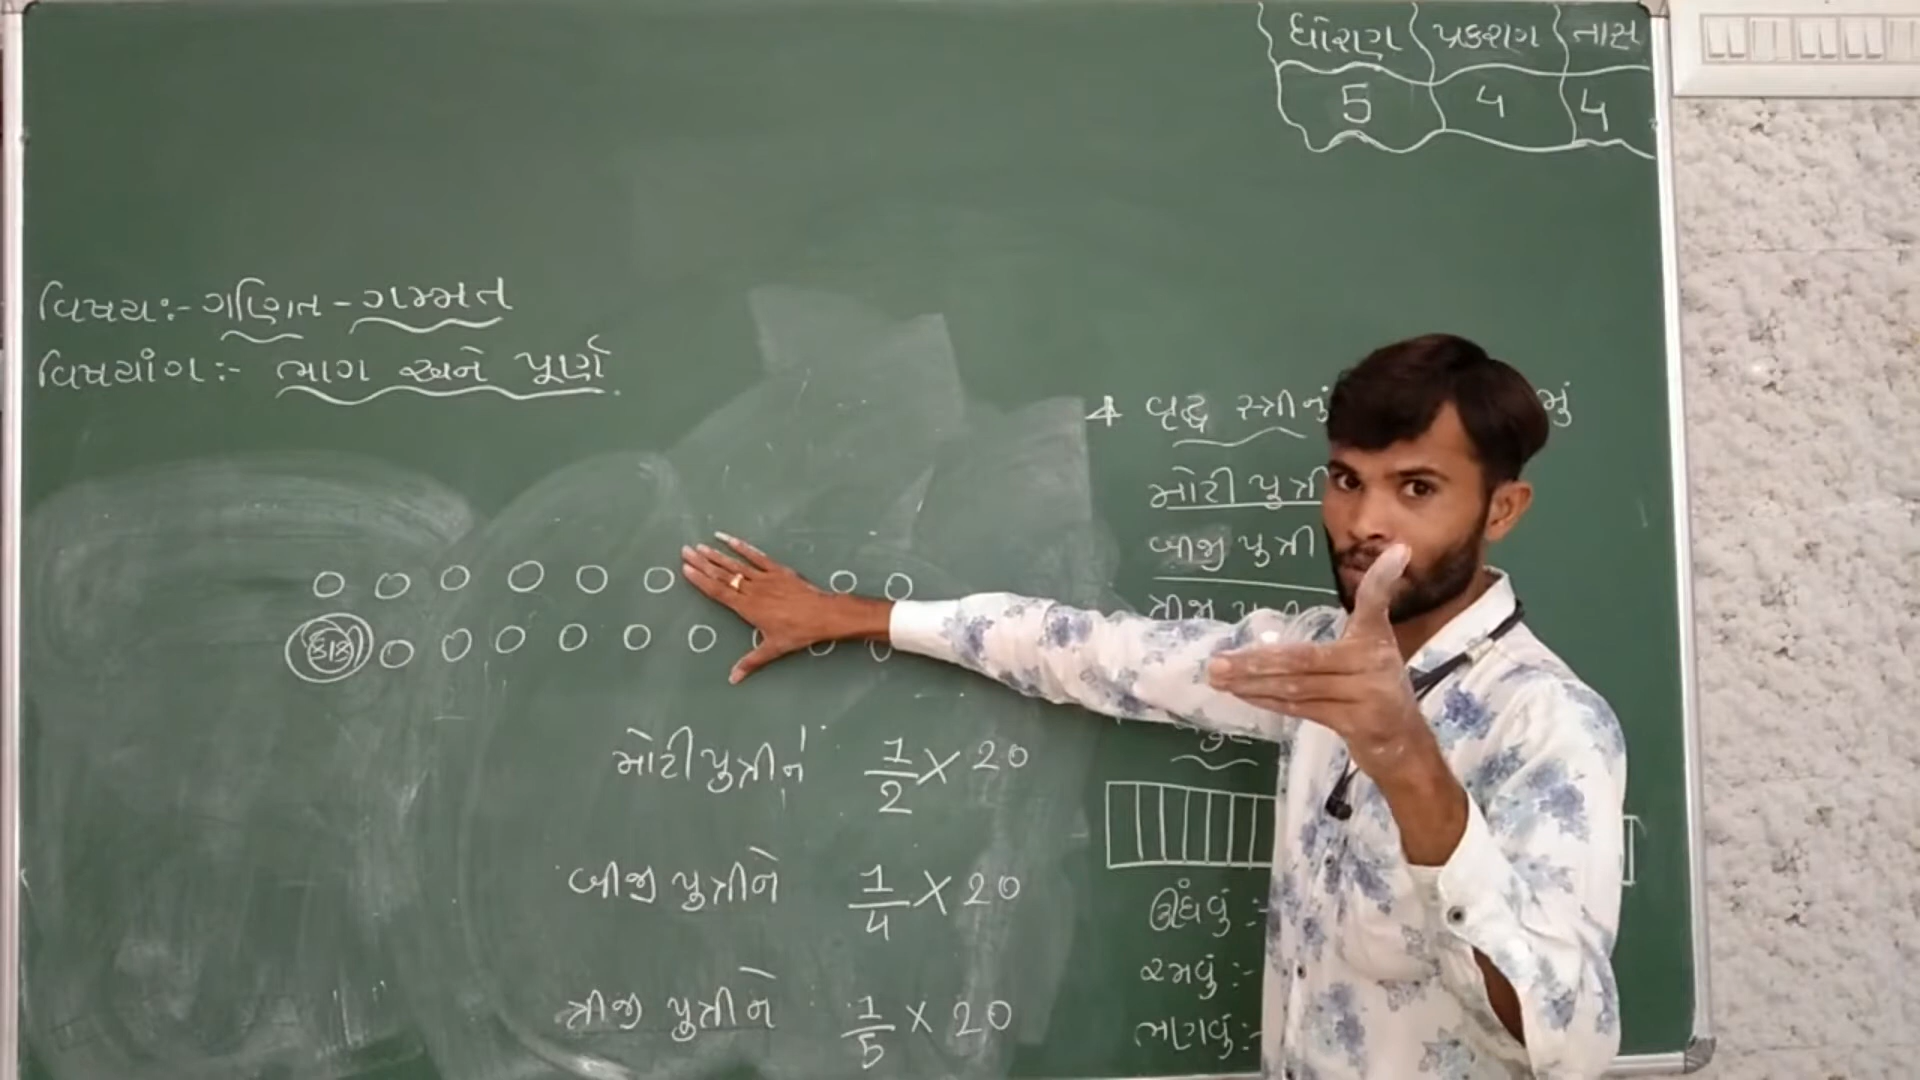 ધોરણ પ્રકરણ તાસ
5 4 4
વિષય:- ગણિત - ગમ્મત
વિષયાંગ:- ભાગ અને પૂર્ણ
વૃદ્ધ સ્ત્રીનું
મોટી પુત્રી
બીજી પુત્રી
કાકી
મોટી પુત્રીને 1/2 × 20
બીજી પુત્રીને 1/4 × 20
ત્રીજી પુત્રીને 1/5 × 20
ઊંઘવું :-
રમવું :-
ભણવું :-